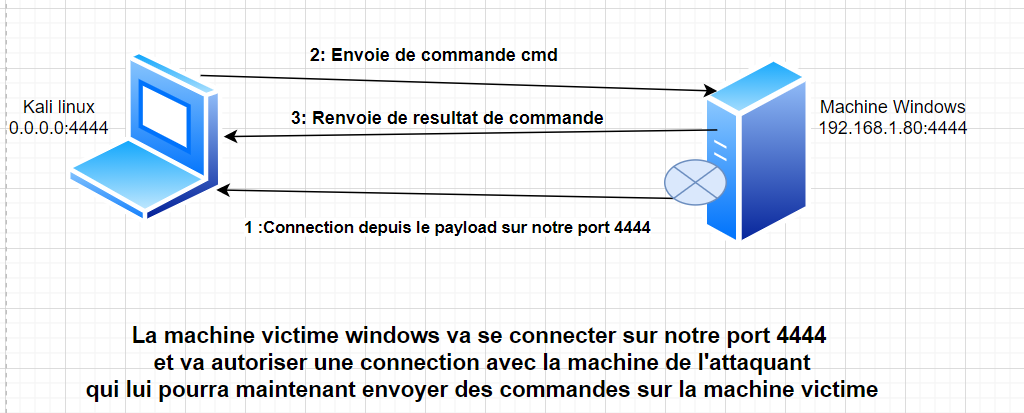 2: Envoie de commande cmd
Kali linux
0.0.0.0:4444
3: Renvoie de resultat de commande
Machine Windows
192.168.1.80:4444
1 :Connection depuis le payload sur notre port 4444
La machine victime windows va se connecter sur notre port 4444
et va autoriser une connection avec la machine de l'attaquant
qui lui pourra maintenant envoyer des commandes sur la machine victime